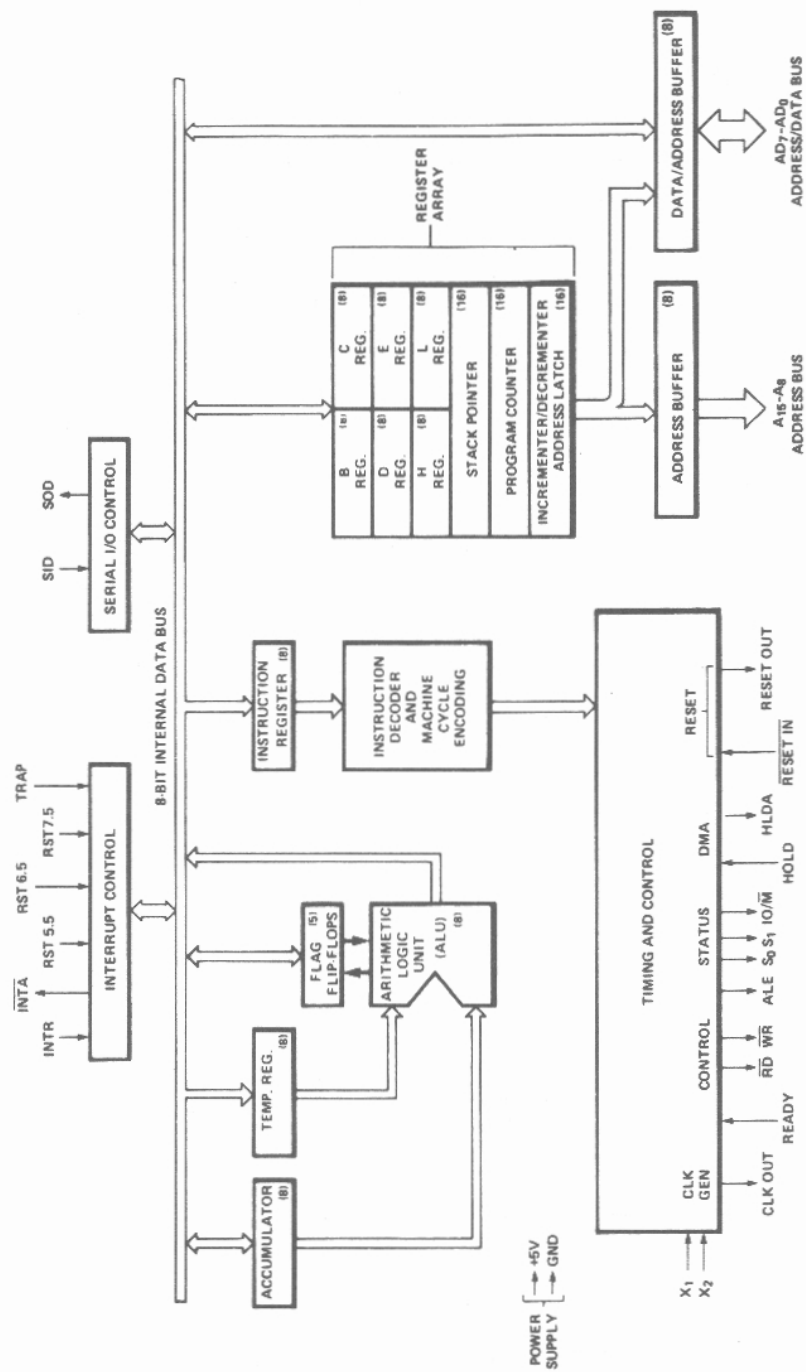 INTR
INTA
RST 5.5
RST 6.5
RST7.5
TRAP
SID
SOD
INTERRUPT CONTROL
SERIAL I/O CONTROL
8-BIT INTERNAL DATA BUS
ACCUMULATOR
(8)
TEMP. REG.
(8)
FLAG (5)
FLIP-FLOPS
ARITHMETIC
LOGIC
UNIT
(ALU)
(8)
INSTRUCTION
REGISTER (8)
INSTRUCTION
DECODER
AND
MACHINE
CYCLE
ENCODING
B
REG.
C (8)
REG.
D (8)
REG.
E (8)
REG.
H (8)
REG.
L (8)
REG.
STACK POINTER (16)
PROGRAM COUNTER (16)
INCREMENTER/DECREMENTER
ADDRESS LATCH (16)
REGISTER
ARRAY
POWER
SUPPLY
+5V
GND
X1
X2
TIMING AND CONTROL
CLK
GEN
CONTROL
STATUS
DMA
RESET
CLK OUT
READY
RD
WR
ALE
S0
S1
IO/M
HOLD
HLDA
RESET IN
RESET OUT
ADDRESS BUFFER (8)
DATA/ADDRESS BUFFER (8)
A15-A8
ADDRESS BUS
AD7-AD0
ADDRESS/DATA BUS